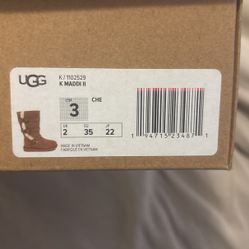 UGG
K / 1102529
K MADDI II
US
3
CHE
UK EU JP
2 35 22
1 94715 23487 1
MADE IN VIETNAM
FABRIQUÉ EN VIETNAM